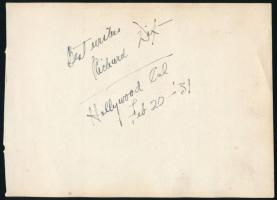 Best wishes
Richard Dix
Hollywood Cal
Feb 20-'31